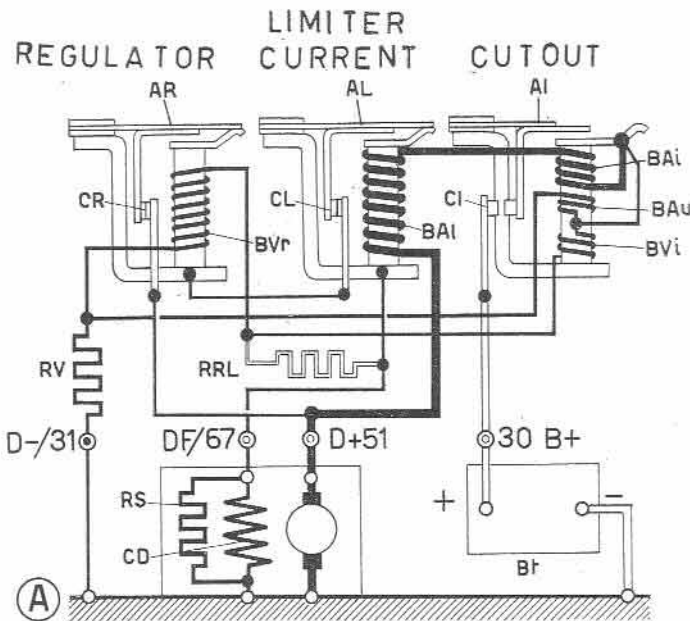 LIMITER
REGULATOR CURRENT CUTOUT
AR AL AI
BAi
CR CL CI
BAu
BVr BAl BVi
RV RRL
D-/31 DF/67 D+51 30 B+
RS + -
CD
Bt
A